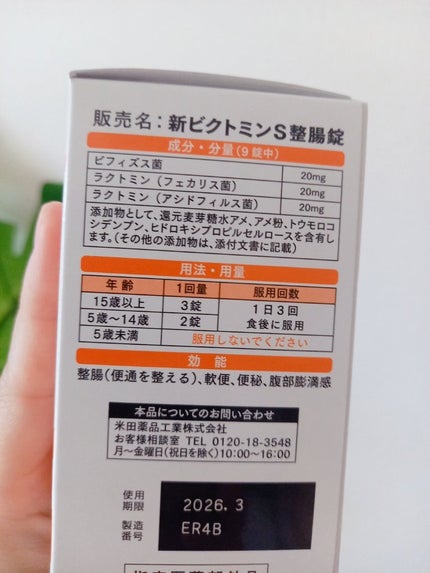 販売名：新ビクトミンS整腸錠
成分・分量(9錠中)
ビフィズス菌 20mg
ラクトミン（フェカリス菌） 20mg
ラクトミン（アシドフィルス菌） 20mg
添加物として、還元麦芽糖水アメ、アメ粉、トウモロコ
シデンプン、ヒドロキシプロピルセルロースを含有し
ます。(その他の添加物は、添付文書に記載)
用法・用量
年齢 1回量 服用回数
15歳以上 3錠 1日3回
5歳〜14歳 2錠 食後に服用
5歳未満 服用しないでください
効能
整腸(便通を整える)、軟便、便秘、腹部膨満感
本品についてのお問い合わせ
米田薬品工業株式会社
お客様相談室 TEL 0120-18-3548
月〜金曜日(祝日を除く)10:00〜16:00
使用
期限
2026.3
製造
番号
ER4B
指定医薬部外品